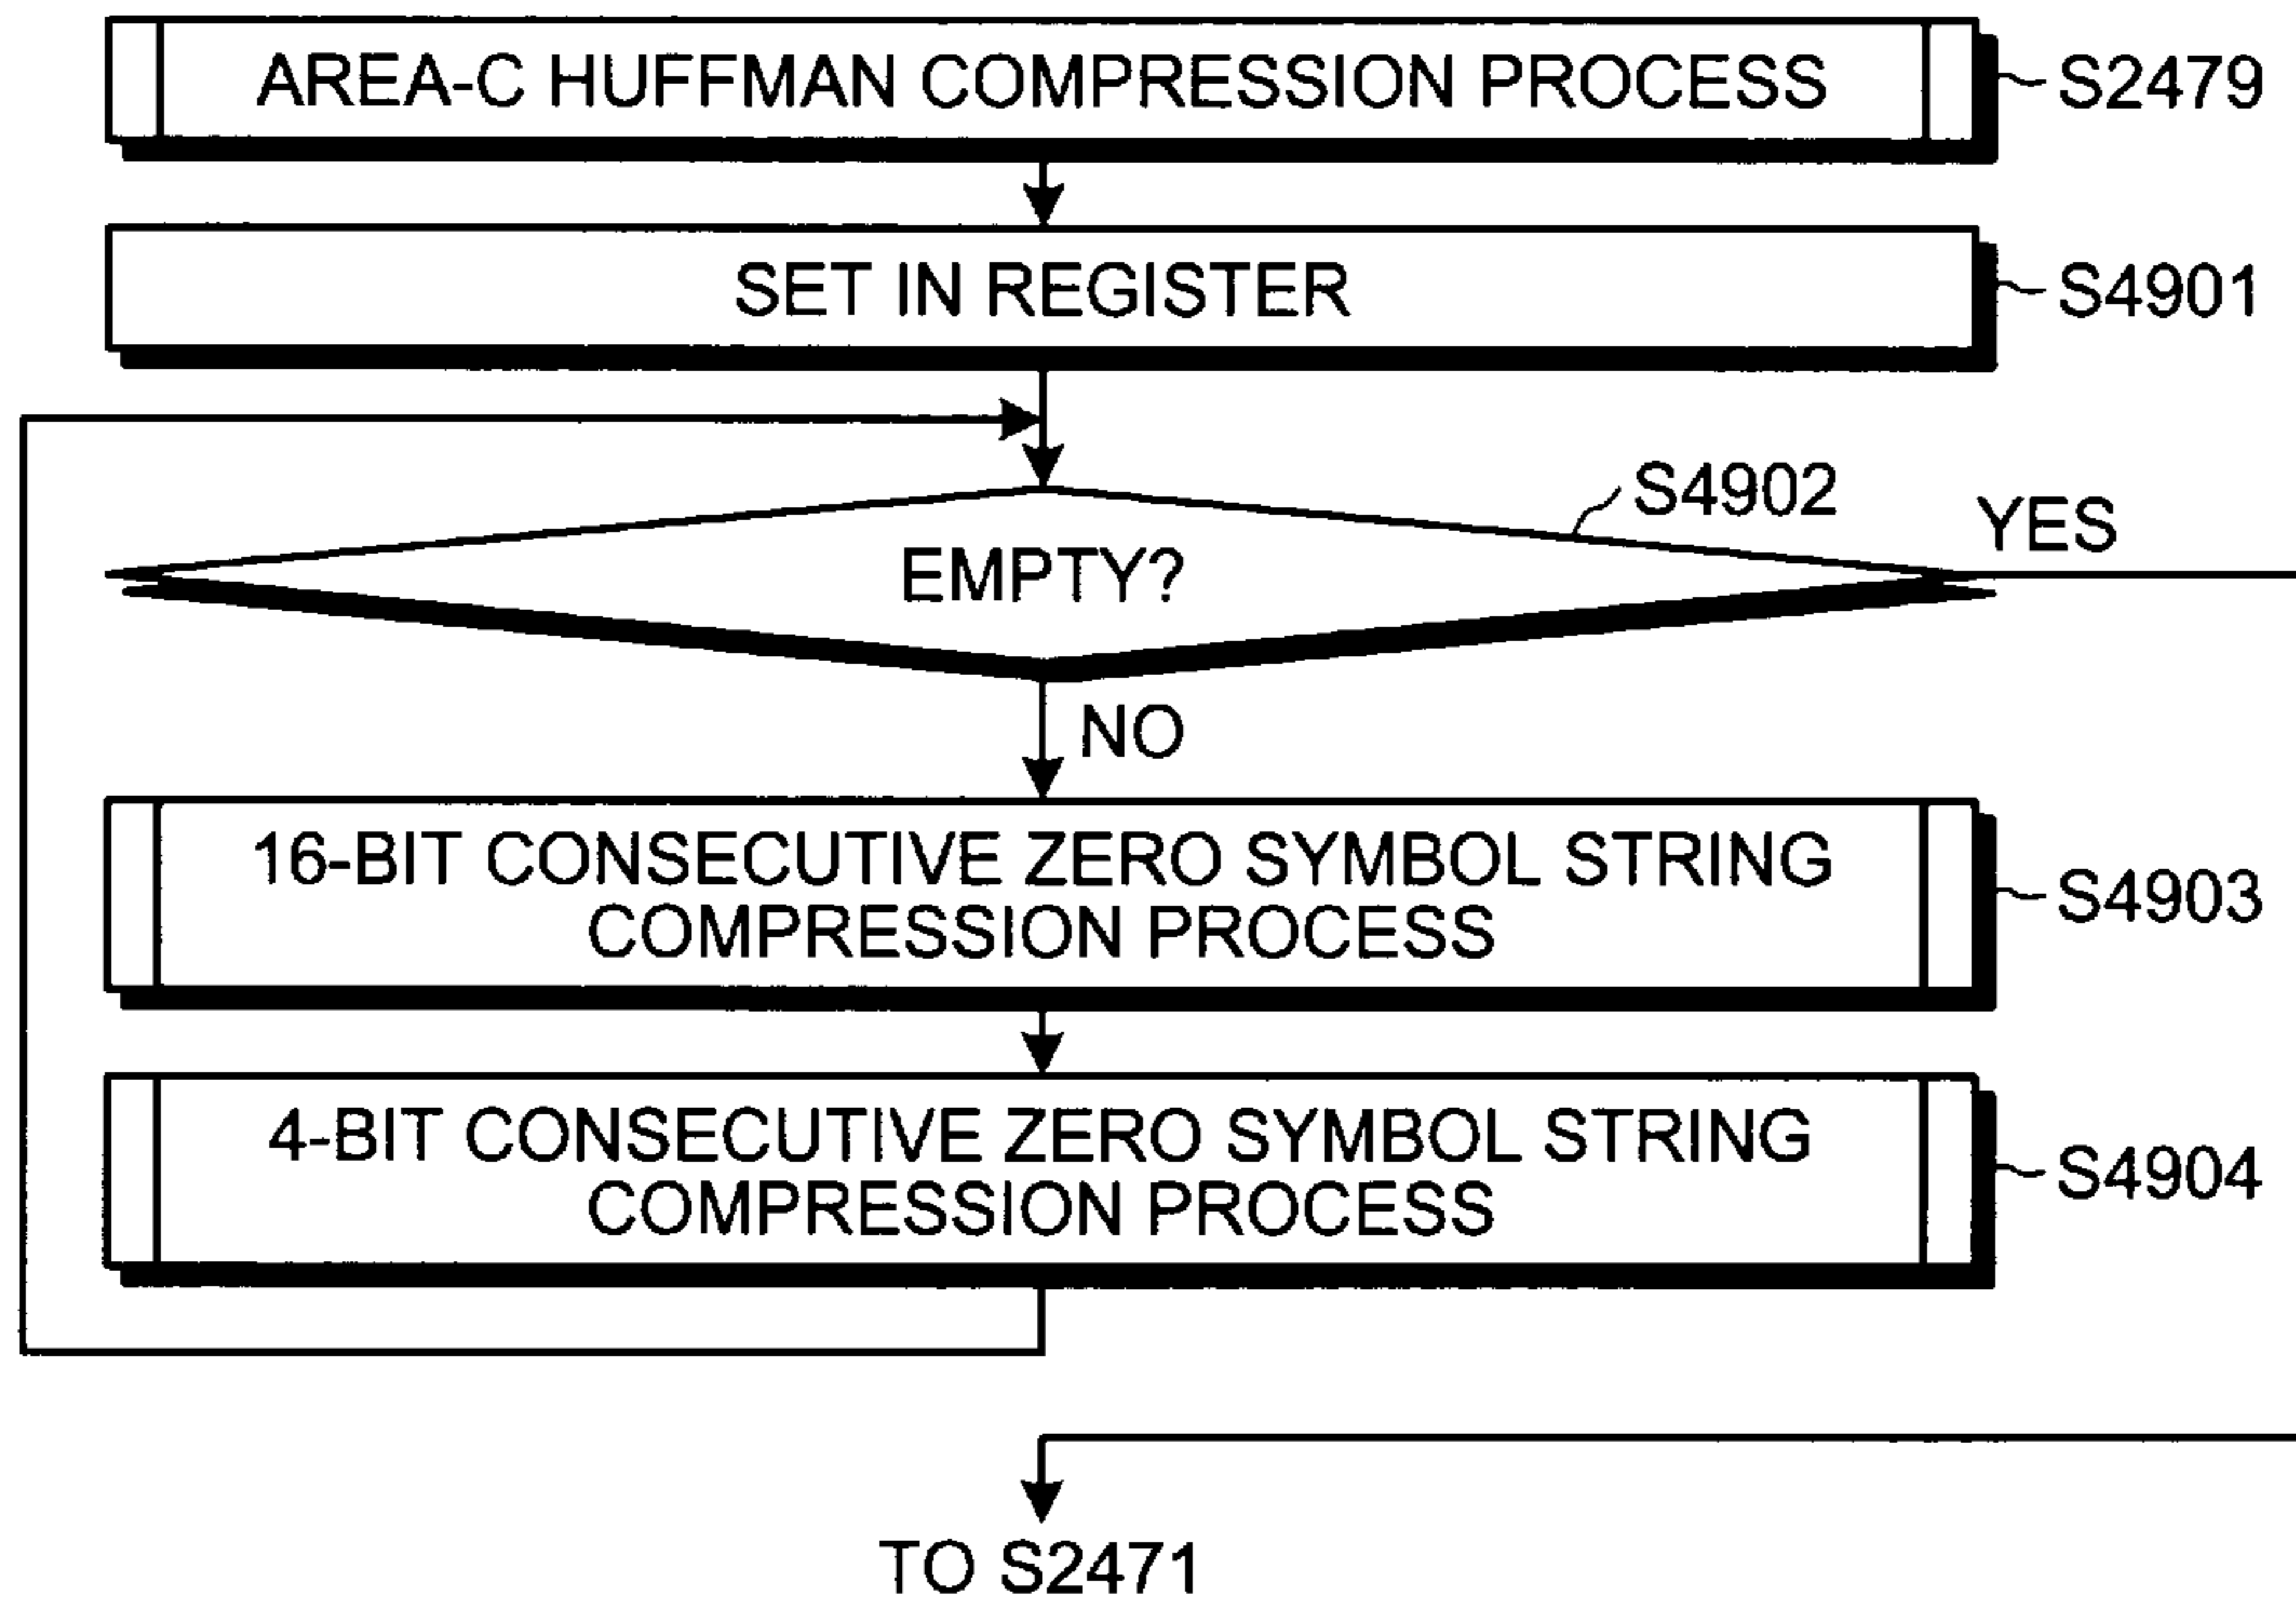 AREA-C HUFFMAN COMPRESSION PROCESS
S2479
SET IN REGISTER
S4901
S4902
YES
EMPTY?
NO
16-BIT CONSECUTIVE ZERO SYMBOL STRING
COMPRESSION PROCESS
S4903
4-BIT CONSECUTIVE ZERO SYMBOL STRING
COMPRESSION PROCESS
S4904
TO S2471